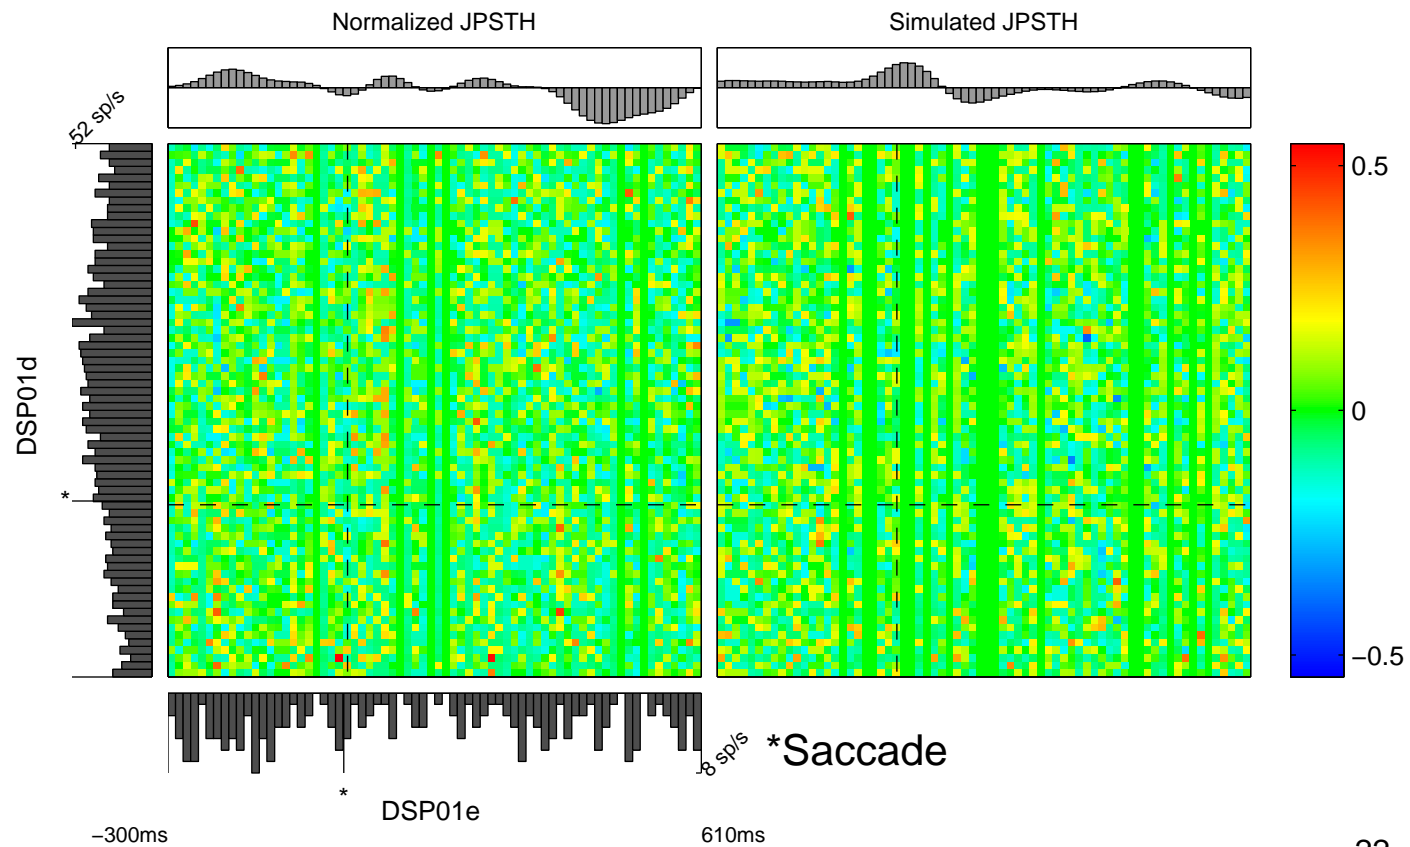 Normalized JPSTH
Simulated JPSTH
52 sp/s
0.5
0
−0.5
DSP01d
*
8 sp/s
*Saccade
*
DSP01e
−300ms
610ms